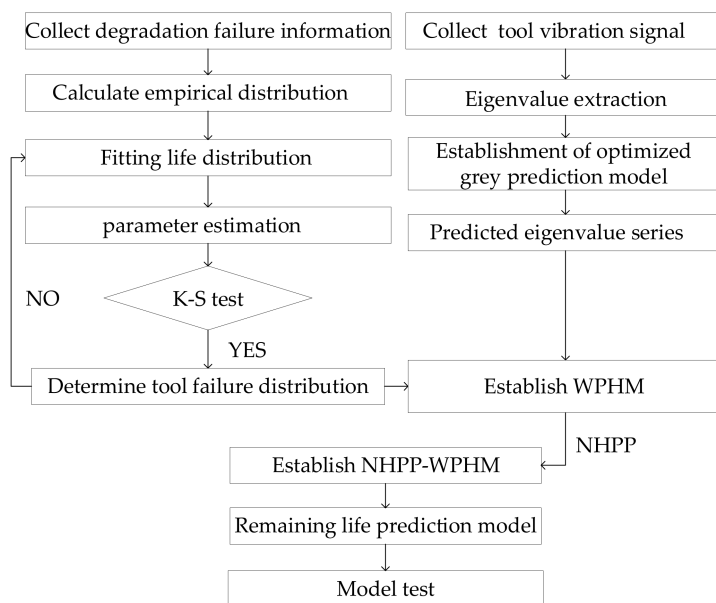 Collect degradation failure information
Collect tool vibration signal
Calculate empirical distribution
Eigenvalue extraction
Fitting life distribution
Establishment of optimized
grey prediction model
parameter estimation
Predicted eigenvalue series
K-S test
NO
YES
Determine tool failure distribution
Establish WPHM
NHPP
Establish NHPP-WPHM
Remaining life prediction model
Model test